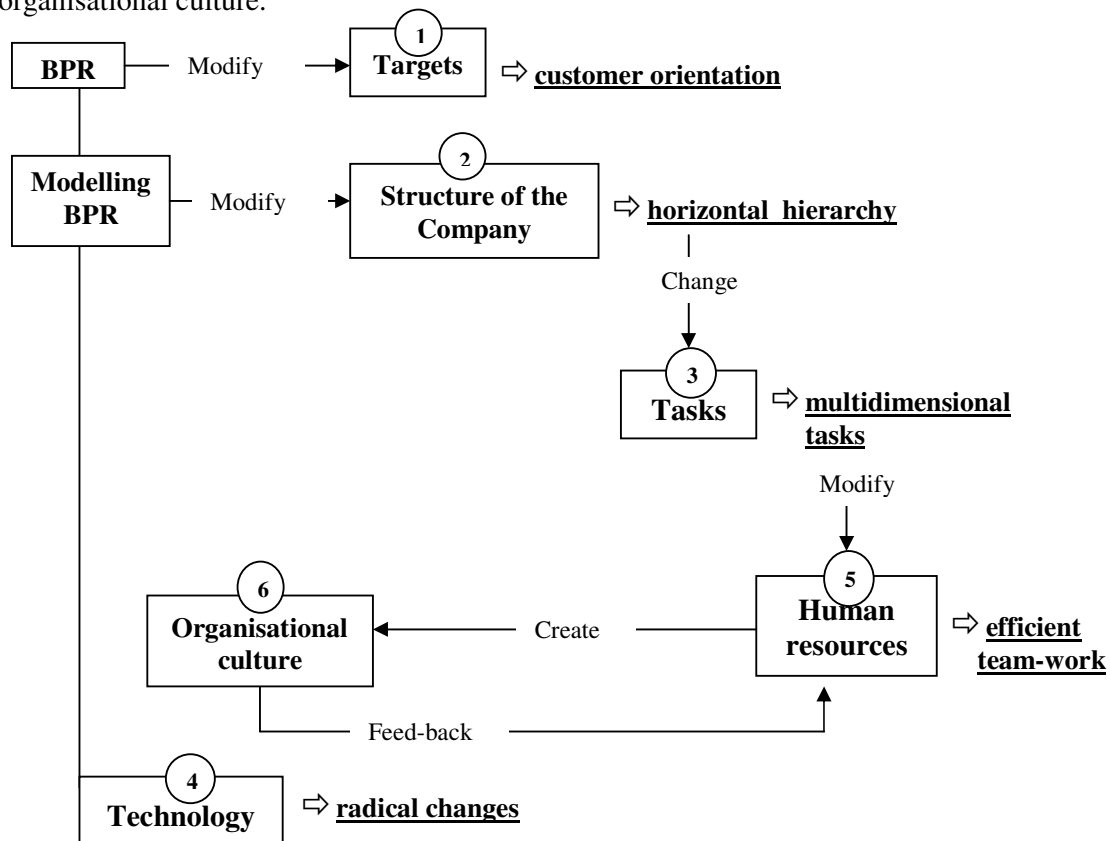 organisational culture.
1
BPR Modify Targets ⇨ customer orientation
2
Modelling
BPR
Modify
Structure of the
Company
⇨ horizontal hierarchy
Change
3
Tasks
⇨ multidimensional
tasks
Modify
5
Human
resources
⇨ efficient
team-work
6
Organisational
culture
Create
Feed-back
4
Technology ⇨ radical changes